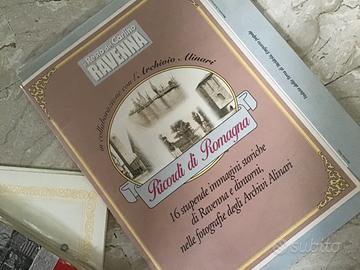 Resto del Carlino
RAVENNA
in collaborazione con l'Archivio Alinari
Ricordi di Romagna
16 stupende immagini storiche
di Ravenna e dintorni,
nelle fotografie degli Archivi Alinari
subito